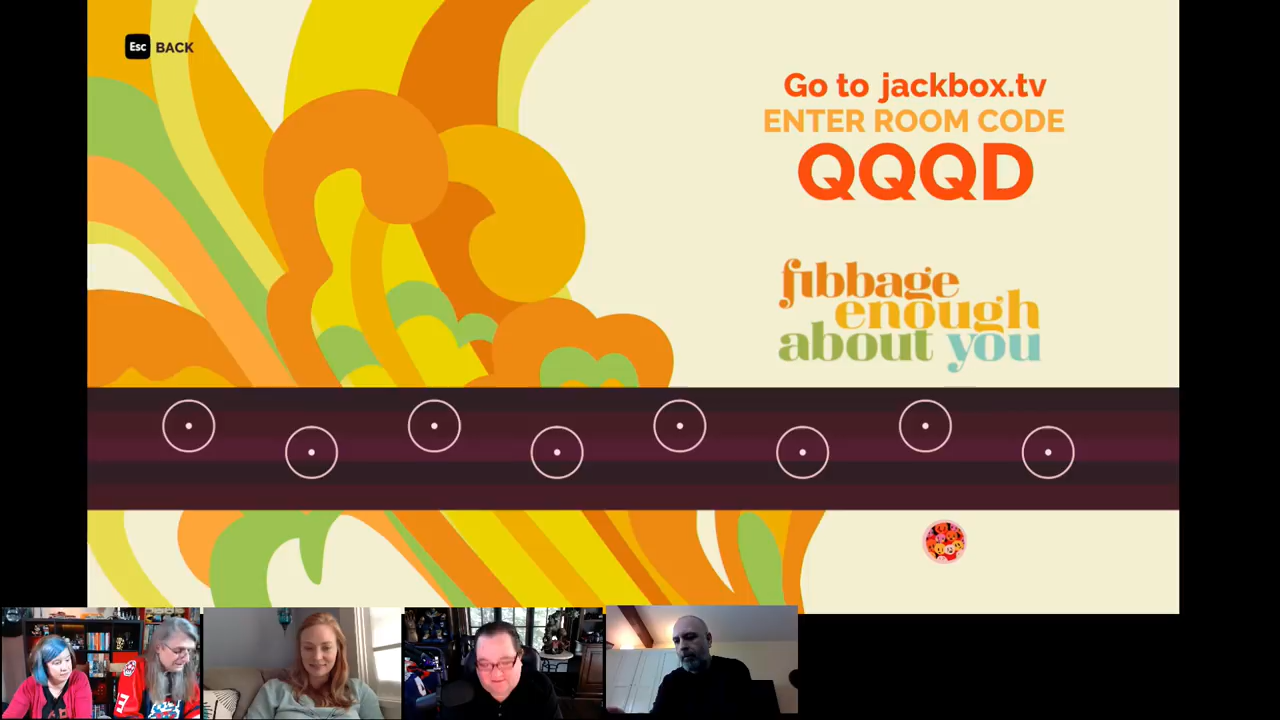 Esc BACK
Go to jackbox.tv
ENTER ROOM CODE
QQQD
fibbage
enough
about you